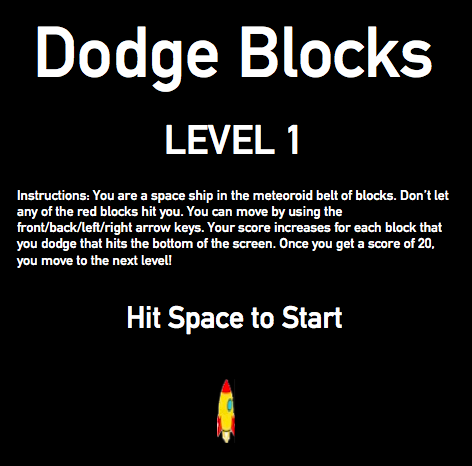 Dodge Blocks
LEVEL 1
Instructions: You are a space ship in the meteoroid belt of blocks. Don't let
any of the red blocks hit you. You can move by using the
front/back/left/right arrow keys. Your score increases for each block that
you dodge that hits the bottom of the screen. Once you get a score of 20,
you move to the next level!
Hit Space to Start